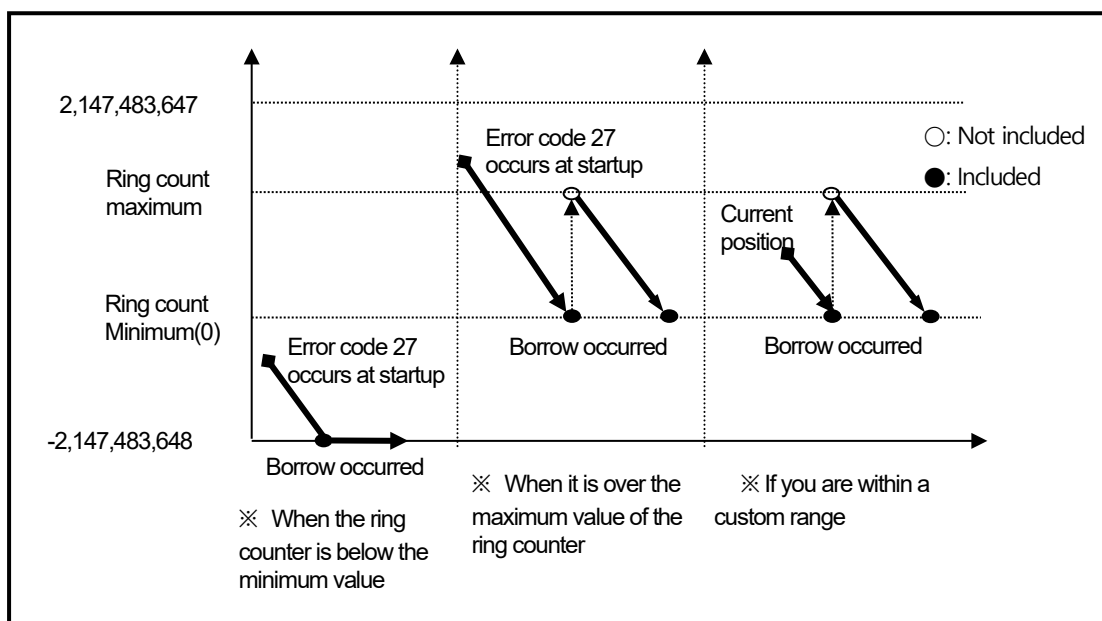 2,147,483,647
Error code 27
occurs at startup
○: Not included
●: Included
Ring count
maximum
Current
position
Ring count
Minimum(0)
Error code 27
occurs at startup
Borrow occurred
Borrow occurred
-2,147,483,648
Borrow occurred
※ When the ring
counter is below the
minimum value
※ When it is over the
maximum value of the
ring counter
※ If you are within a
custom range